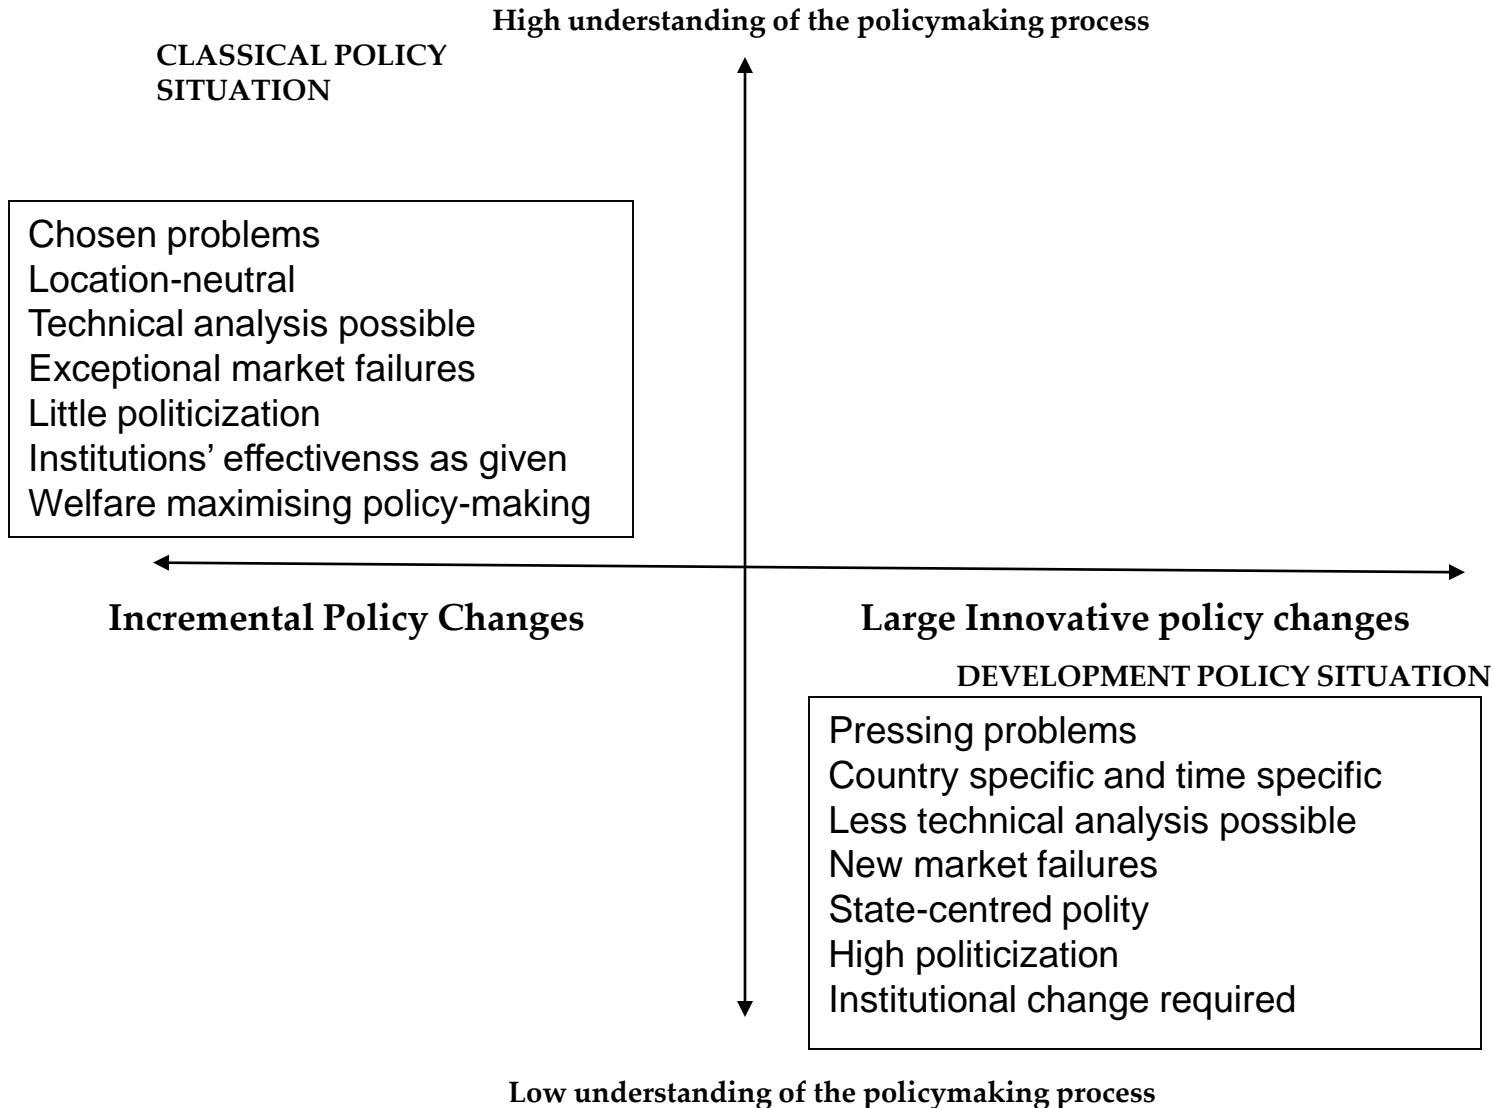 High understanding of the policymaking process
CLASSICAL POLICY
SITUATION
Chosen problems
Location-neutral
Technical analysis possible
Exceptional market failures
Little politicization
Institutions’ effectivenss as given
Welfare maximising policy-making
Incremental Policy Changes
Large Innovative policy changes
DEVELOPMENT POLICY SITUATION
Pressing problems
Country specific and time specific
Less technical analysis possible
New market failures
State-centred polity
High politicization
Institutional change required
Low understanding of the policymaking process